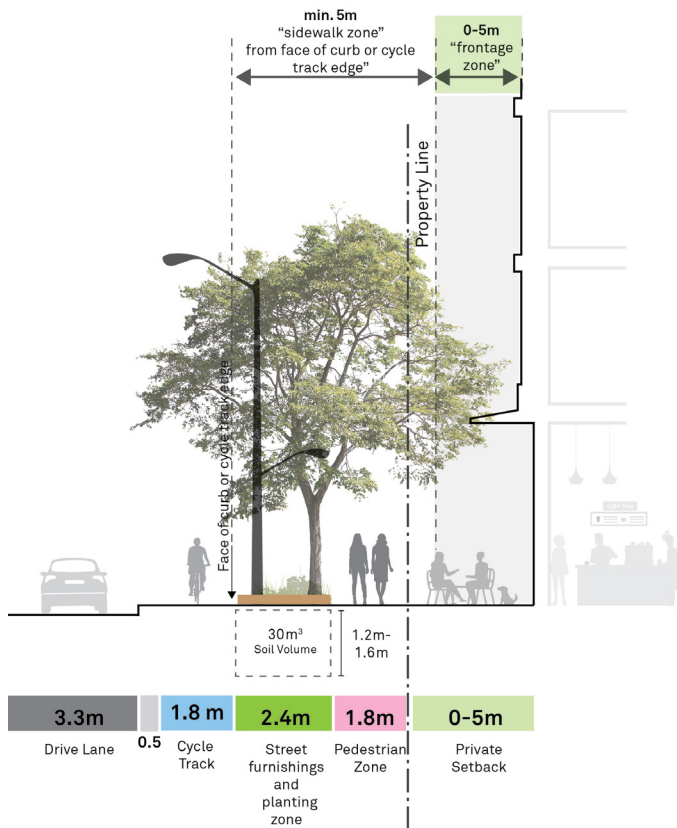 min. 5m
“sidewalk zone”
from face of curb or cycle
track edge”
0-5m
“frontage
zone”
Property Line
Face of curb or cycle track edge
30m³
Soil Volume
1.2m-
1.6m
3.3m
0.5
1.8 m
2.4m
1.8m
0-5m
Drive Lane
Cycle
Track
Street
furnishings
and
planting
zone
Pedestrian
Zone
Private
Setback